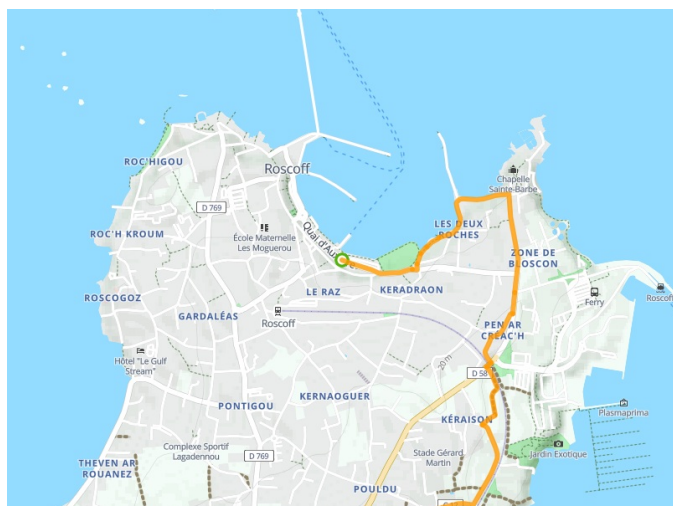 ROC'HIGOU
Roscoff
Chapelle
Sainte-Barbe
D 769
ROC'H KROUM
École Maternelle
Les Moguerou
LES DEUX
ROCHES
ZONE DE
BLOSCON
LE RAZ
KERADRAON
ROSCOGOZ
GARDALÉAS
Roscoff
Ferry
Roscoff
PEN AR
CREAC'H
Hôtel "Le Gulf
Stream"
20 m
D 58
KERNAOGUER
PONTIGOU
KÉRAISON
Plasmaprima
Complexe Sportif
Lagadennou
D 769
Stade Gérard
Martin
Jardin Exotique
THEVEN AR
ROUANEZ
POULDU